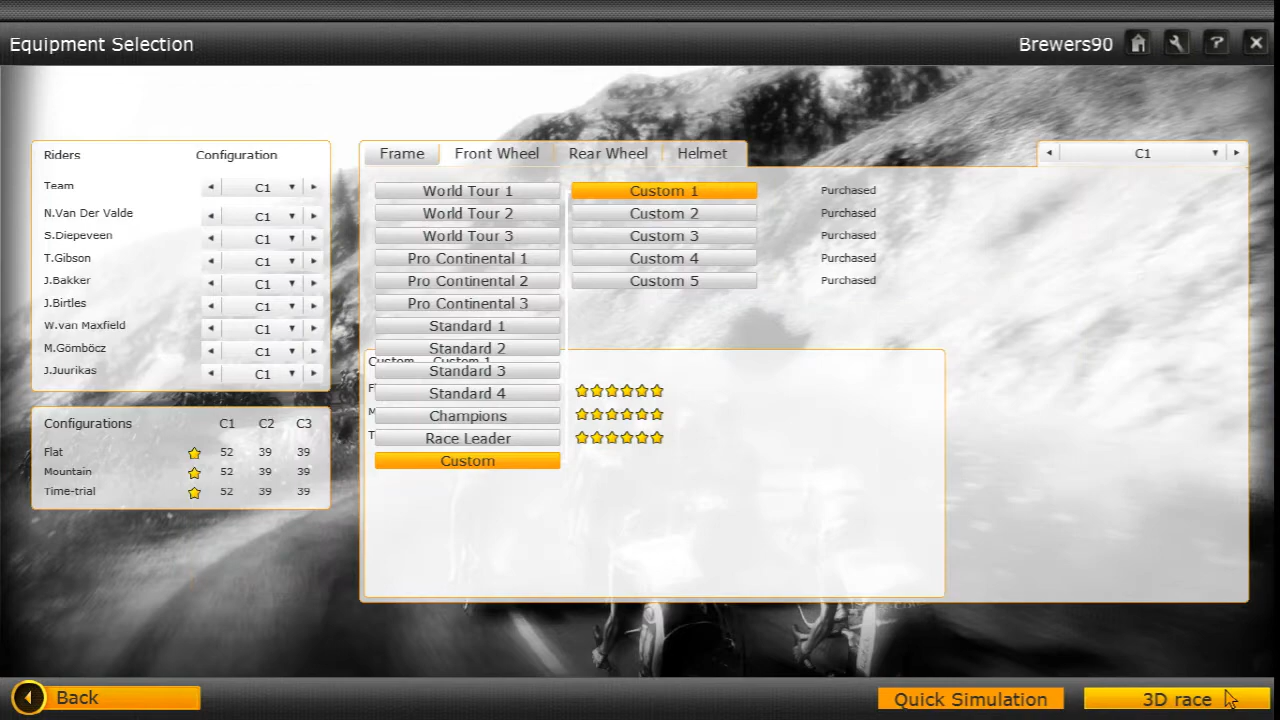 Equipment Selection
Brewers90
Riders Configuration
Team C1
N.Van Der Valde C1
S.Diepeveen C1
T.Gibson C1
J.Bakker C1
J.Birtles C1
W.van Maxfield C1
M.Gömböcz C1
J.Juurikas C1
Configurations C1 C2 C3
Flat 52 39 39
Mountain 52 39 39
Time-trial 52 39 39
Frame Front Wheel Rear Wheel Helmet
C1
World Tour 1 Custom 1 Purchased
World Tour 2 Custom 2 Purchased
World Tour 3 Custom 3 Purchased
Pro Continental 1 Custom 4 Purchased
Pro Continental 2 Custom 5 Purchased
Pro Continental 3
Standard 1
Standard 2
Custom Custom 1
Standard 3
Standard 4
Champions
Race Leader
Custom
Back
Quick Simulation
3D race